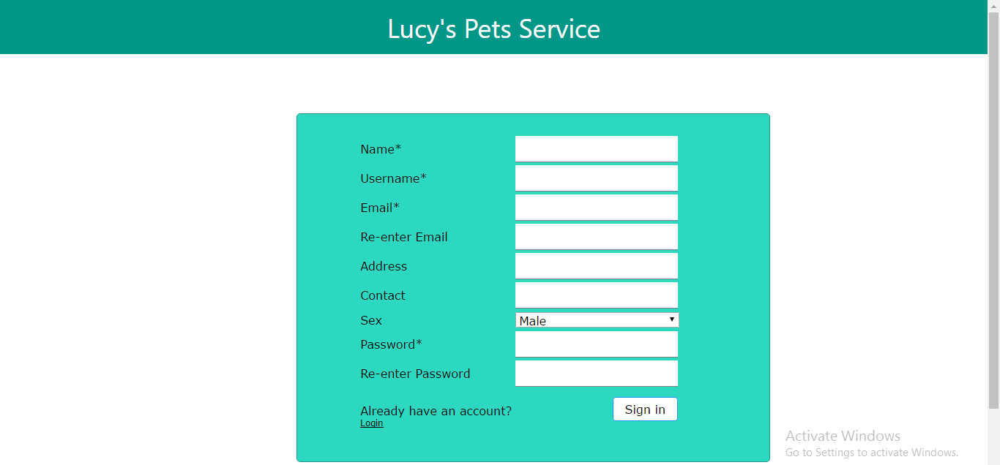 Lucy's Pets Service
Name*
Username*
Email*
Re-enter Email
Address
Contact
Sex Male
Password*
Re-enter Password
Already have an account? Sign in
Login
Activate Windows
Go to Settings to activate Windows.